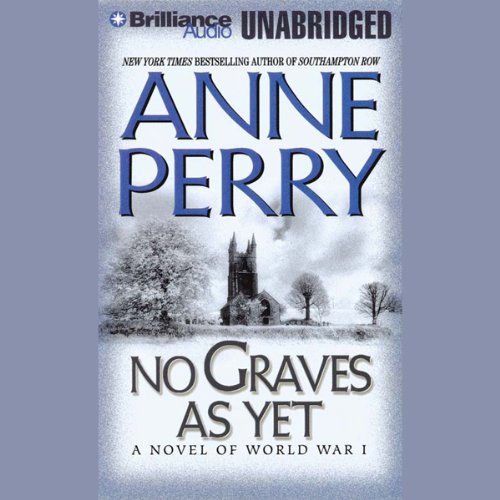 Brilliance
Audio
UNABRIDGED
NEW YORK TIMES BESTSELLING AUTHOR OF SOUTHAMPTON ROW
ANNE
PERRY
NO GRAVES
AS YET
A NOVEL OF WORLD WAR I